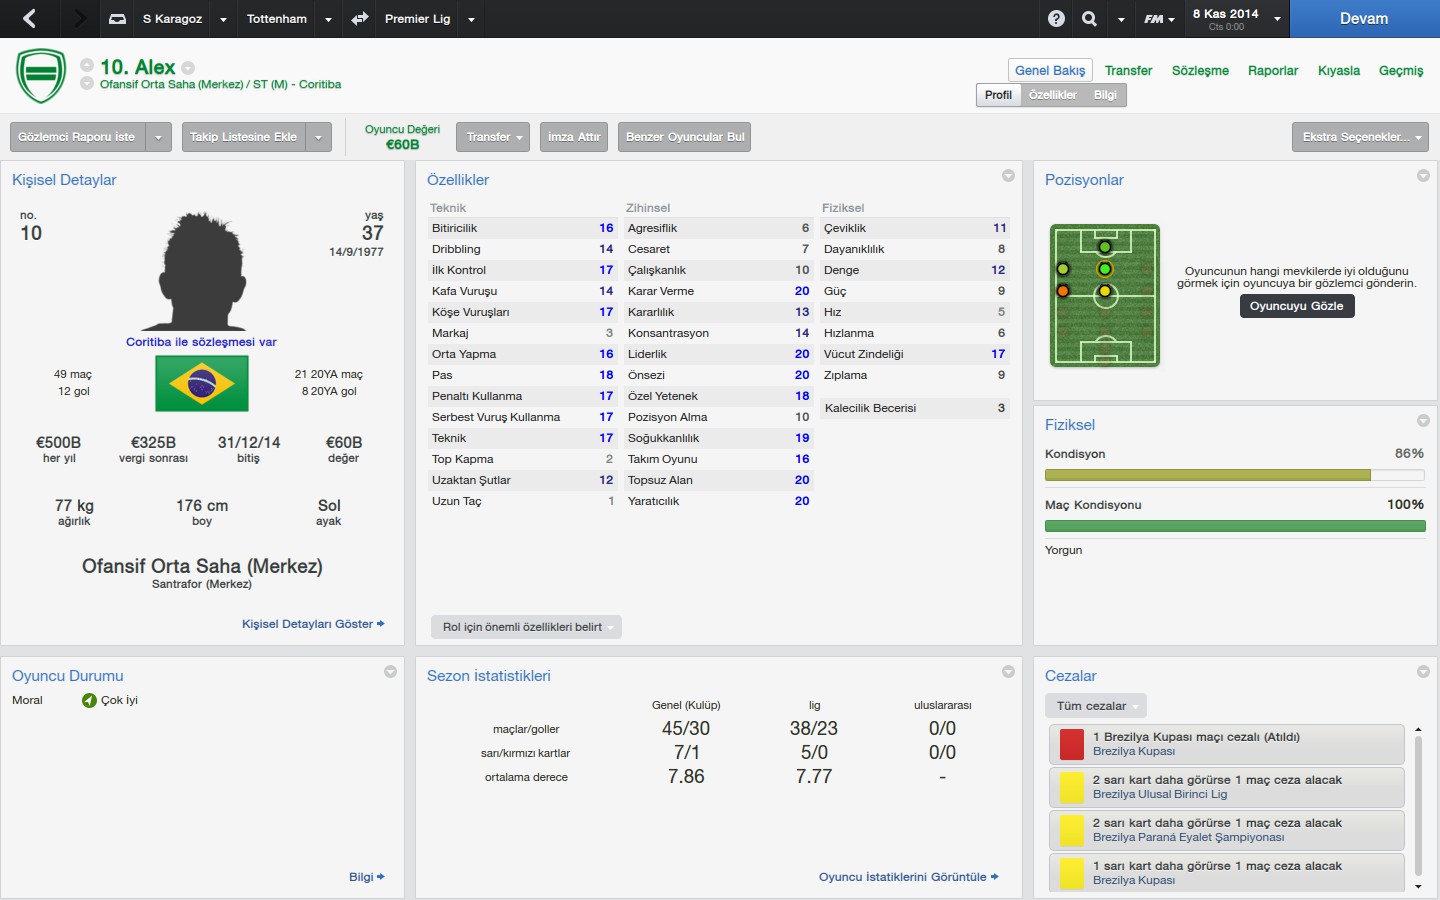 S Karagoz
Tottenham
Premier Lig
FM
8 Kas 2014
Cts 0:00
Devam
10. Alex
Ofansif Orta Saha (Merkez) / ST (M) - Coritiba
Genel Bakış
Transfer
Sözleşme
Raporlar
Kıyasla
Geçmiş
Profil
Özellikler
Bilgi
Gözlemci Raporu iste
Takip Listesine Ekle
Oyuncu Değeri
€60B
Transfer
İmza Attır
Benzer Oyuncular Bul
Ekstra Seçenekler...
Kişisel Detaylar
no.
10
yaş
37
14/9/1977
Coritiba ile sözleşmesi var
49 maç
12 gol
21 20YA maç
8 20YA gol
€500B
her yıl
€325B
vergi sonrası
31/12/14
bitiş
€60B
değer
77 kg
ağırlık
176 cm
boy
Sol
ayak
Ofansif Orta Saha (Merkez)
Santrafor (Merkez)
Kişisel Detayları Göster
Özellikler
Teknik
Bitiricilik 16
Dribbling 14
İlk Kontrol 17
Kafa Vuruşu 14
Köşe Vuruşları 17
Markaj 3
Orta Yapma 16
Pas 18
Penaltı Kullanma 17
Serbest Vuruş Kullanma 17
Teknik 17
Top Kapma 2
Uzaktan Şutlar 12
Uzun Taç 1
Zihinsel
Agresiflik 6
Cesaret 7
Çalışkanlık 10
Karar Verme 20
Kararlılık 13
Konsantrasyon 14
Liderlik 20
Önsezi 20
Özel Yetenek 18
Pozisyon Alma 10
Soğukkanlılık 19
Takım Oyunu 16
Topsuz Alan 20
Yaratıcılık 20
Fiziksel
Çeviklik 11
Dayanıklılık 8
Denge 12
Güç 9
Hız 5
Hızlanma 6
Vücut Zindeliği 17
Zıplama 9
Kalecilik Becerisi 3
Rol için önemli özellikleri belirt
Pozisyonlar
Oyuncunun hangi mevkilerde iyi olduğunu
görmek için oyuncuya bir gözlemci gönderin.
Oyuncuyu Gözle
Fiziksel
Kondisyon 86%
Maç Kondisyonu 100%
Yorgun
Oyuncu Durumu
Moral
Çok İyi
Bilgi
Sezon istatistikleri
Genel (Kulüp) lig uluslararası
maçlar/goller 45/30 38/23 0/0
sarı/kırmızı kartlar 7/1 5/0 0/0
ortalama derece 7.86 7.77 -
Oyuncu İstatiklerini Görüntüle
Cezalar
Tüm cezalar
1 Brezilya Kupası maçı cezalı (Atıldı)
Brezilya Kupası
2 sarı kart daha görürse 1 maç ceza alacak
Brezilya Ulusal Birinci Lig
2 sarı kart daha görürse 1 maç ceza alacak
Brezilya Paraná Eyalet Şampiyonası
1 sarı kart daha görürse 1 maç ceza alacak
Brezilya Kupası